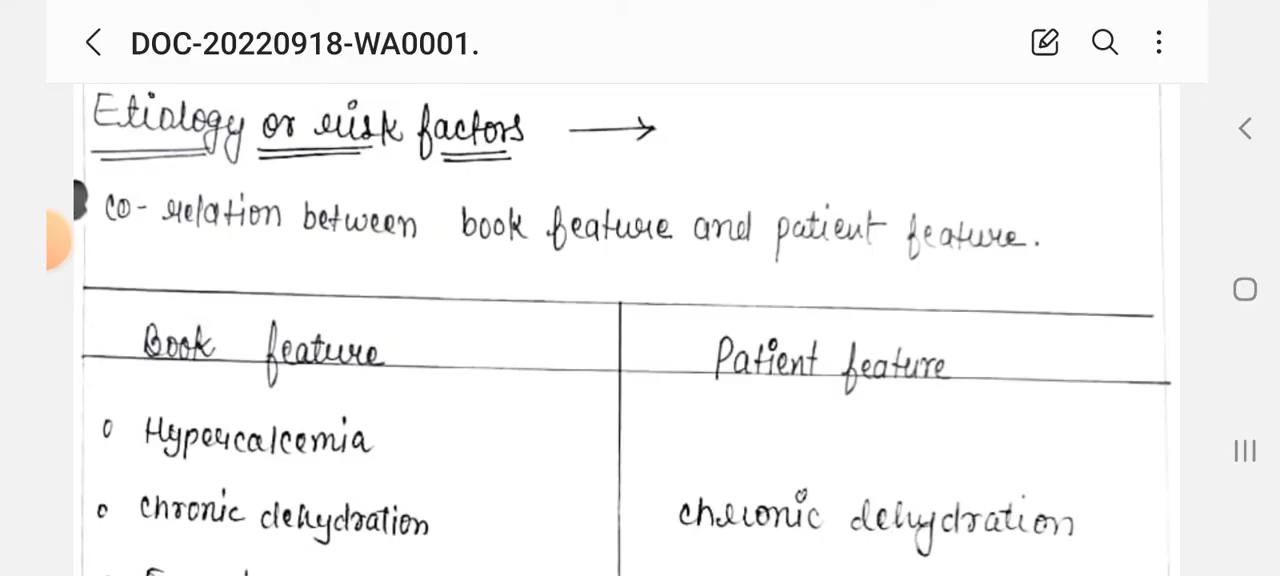 DOC-20220918-WA0001.
Etiology or risk factors →
co-relation between book feature and patient feature.
Book feature Patient feature
Hypercalcemia
chronic dehydration chronic dehydration